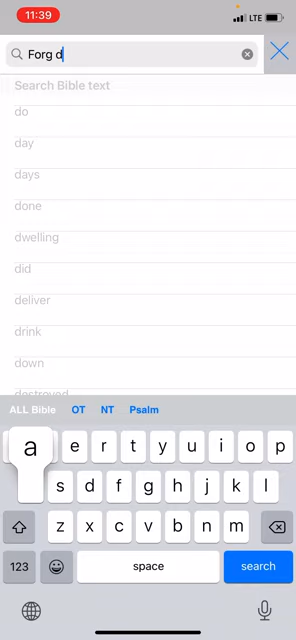 11:39
LTE
Forg d
Search Bible text
do
day
days
done
dwelling
did
deliver
drink
down
destroyed
ALL Bible OT NT Psalm
a e r t y u i o p
s d f g h j k l
z x c v b n m
123 space search